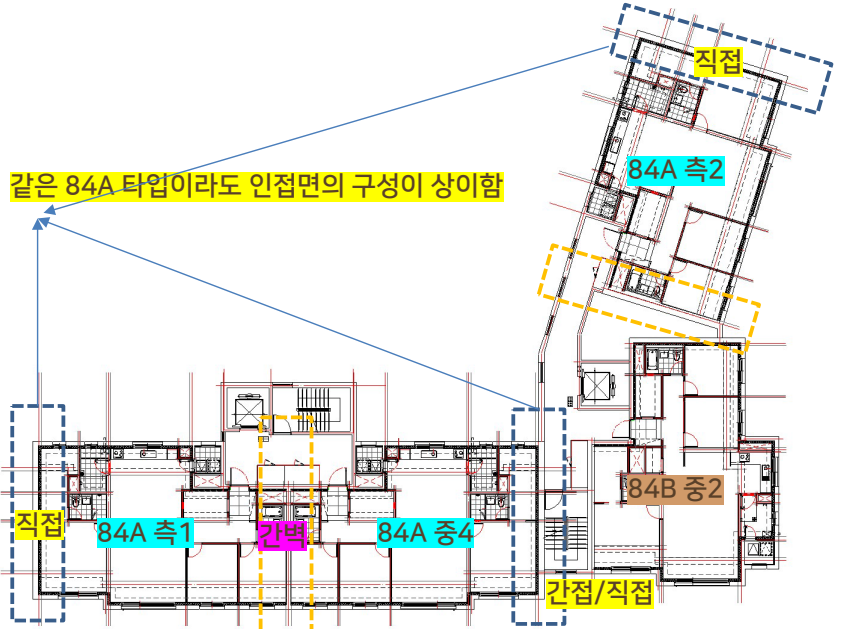 직접
84A 측2
같은 84A 타입이라도 인접면의 구성이 상이함
84B 중2
직접
84A 측1
간벽
84A 중4
간접/직접